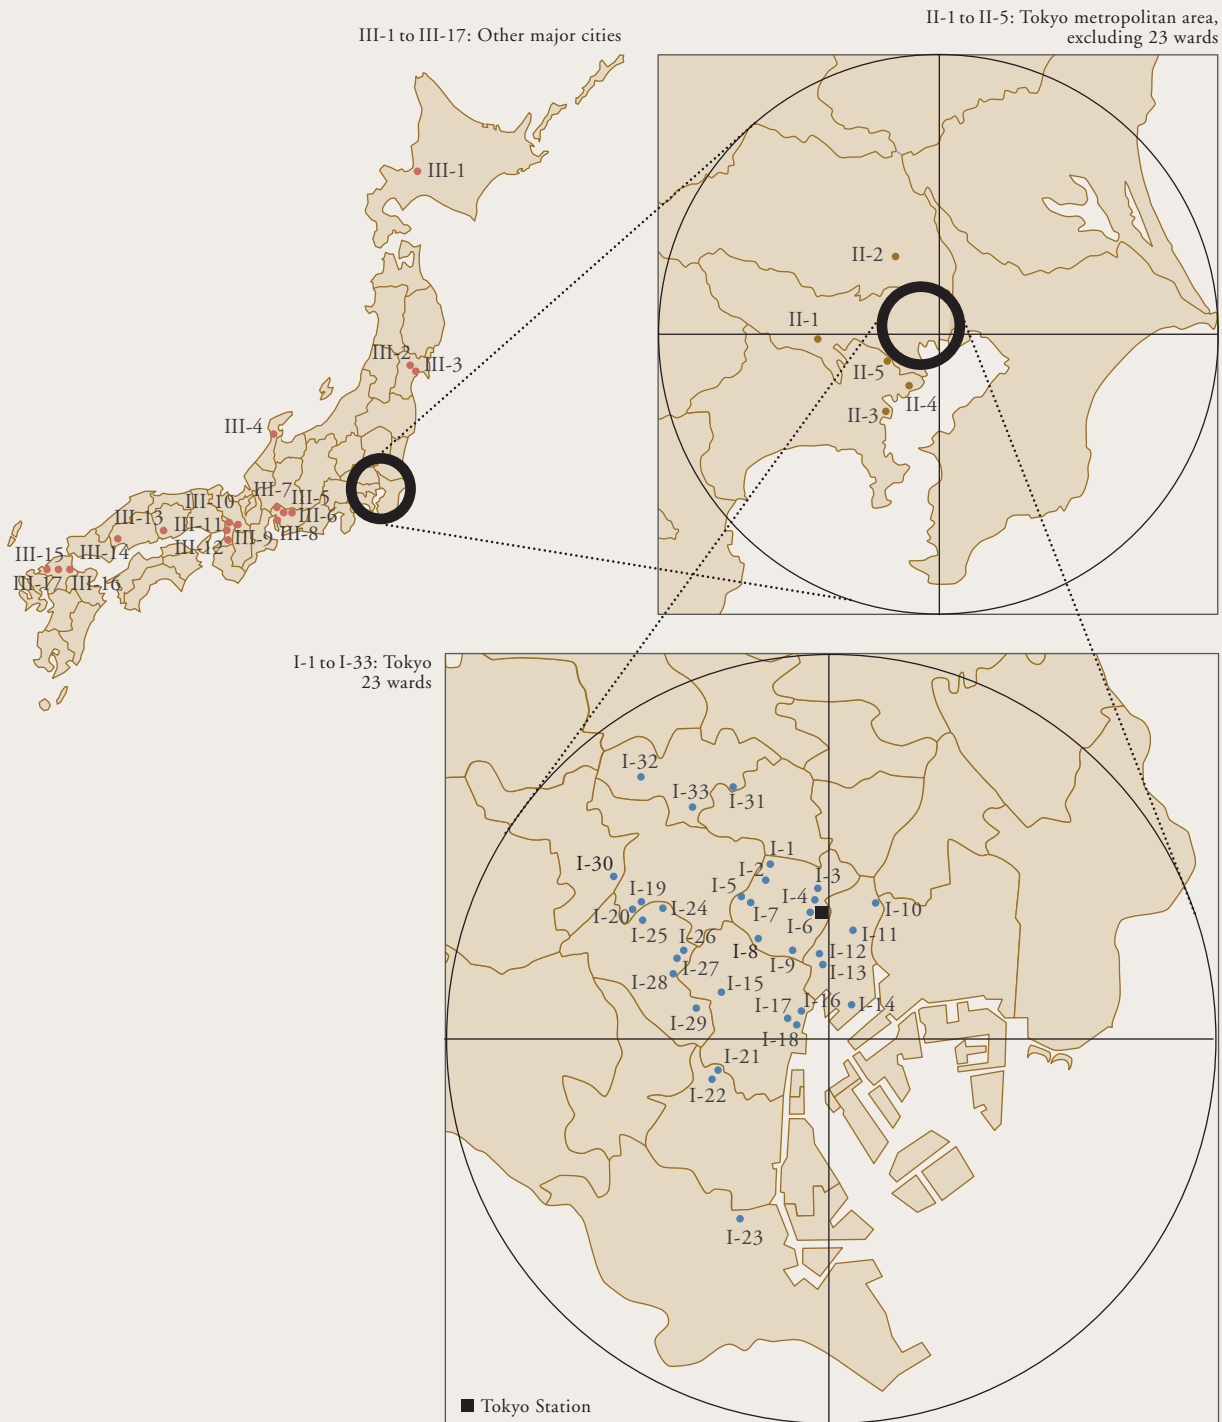 III-1 to III-17: Other major cities
II-1 to II-5: Tokyo metropolitan area,
excluding 23 wards
III-1
III-2
III-3
III-4
III-7
III-5
III-10
III-6
III-13
III-11
III-8
III-9
III-12
III-15
III-14
III-17
III-16
II-2
II-1
II-5
II-4
II-3
I-1 to I-33: Tokyo
23 wards
I-32
I-33
I-31
I-1
I-30
I-2
I-3
I-5
I-19
I-4
I-24
I-10
I-20
I-7
I-6
I-25
I-26
I-11
I-8
I-12
I-9
I-27
I-13
I-28
I-15
I-17
I-16
I-14
I-29
I-18
I-21
I-22
I-23
Tokyo Station